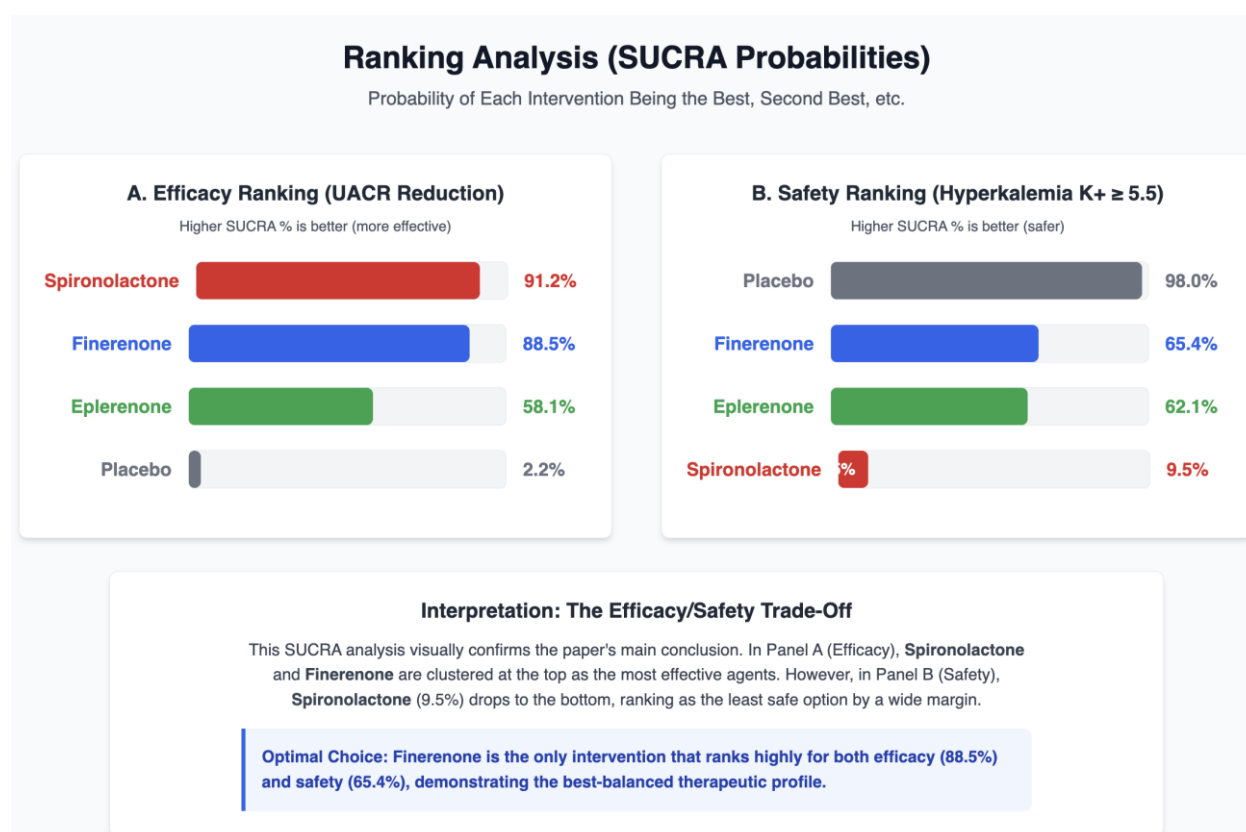 Ranking Analysis (SUCRA Probabilities)
Probability of Each Intervention Being the Best, Second Best, etc.
A. Efficacy Ranking (UACR Reduction)
Higher SUCRA % is better (more effective)
Spironolactone 91.2%
Finerenone 88.5%
Eplerenone 58.1%
Placebo 2.2%
B. Safety Ranking (Hyperkalemia K+ ≥ 5.5)
Higher SUCRA % is better (safer)
Placebo 98.0%
Finerenone 65.4%
Eplerenone 62.1%
Spironolactone % 9.5%
Interpretation: The Efficacy/Safety Trade-Off
This SUCRA analysis visually confirms the paper's main conclusion. In Panel A (Efficacy), Spironolactone
and Finerenone are clustered at the top as the most effective agents. However, in Panel B (Safety),
Spironolactone (9.5%) drops to the bottom, ranking as the least safe option by a wide margin.
Optimal Choice: Finerenone is the only intervention that ranks highly for both efficacy (88.5%)
and safety (65.4%), demonstrating the best-balanced therapeutic profile.